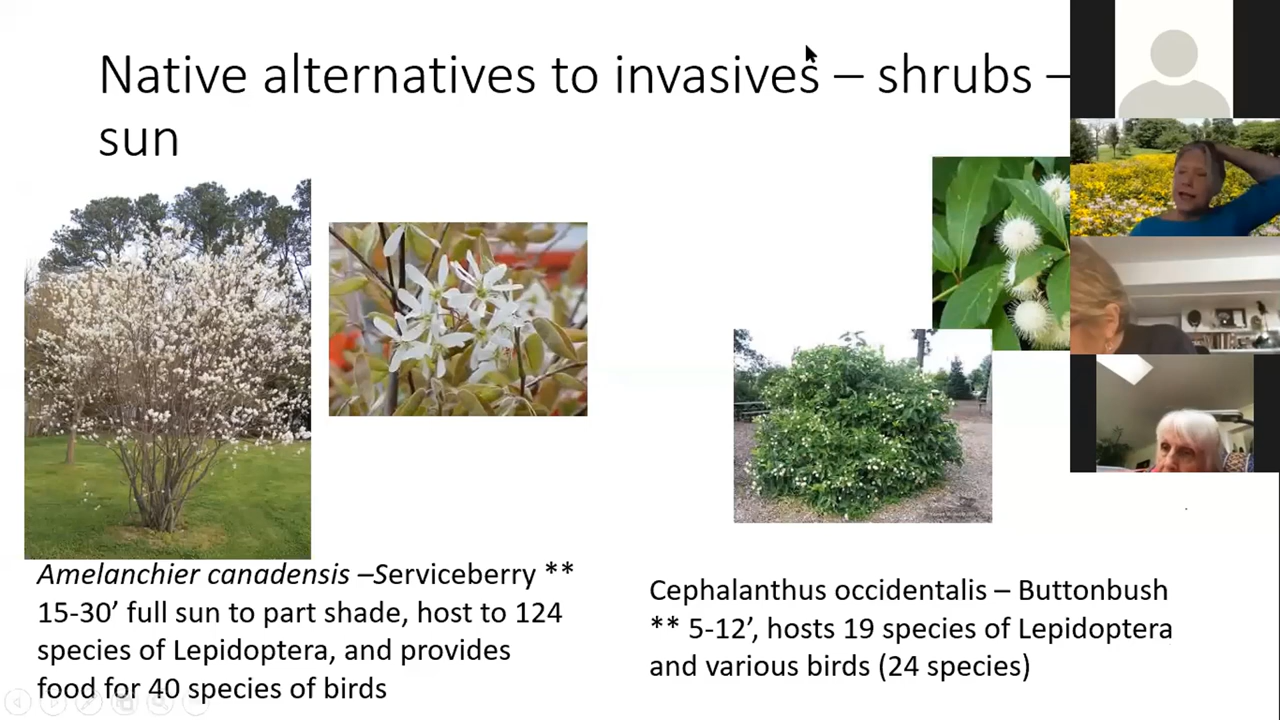 Native alternatives to invasives – shrubs –
sun
Amelanchier canadensis –Serviceberry **
15-30’ full sun to part shade, host to 124
species of Lepidoptera, and provides
food for 40 species of birds
Cephalanthus occidentalis – Buttonbush
** 5-12’, hosts 19 species of Lepidoptera
and various birds (24 species)